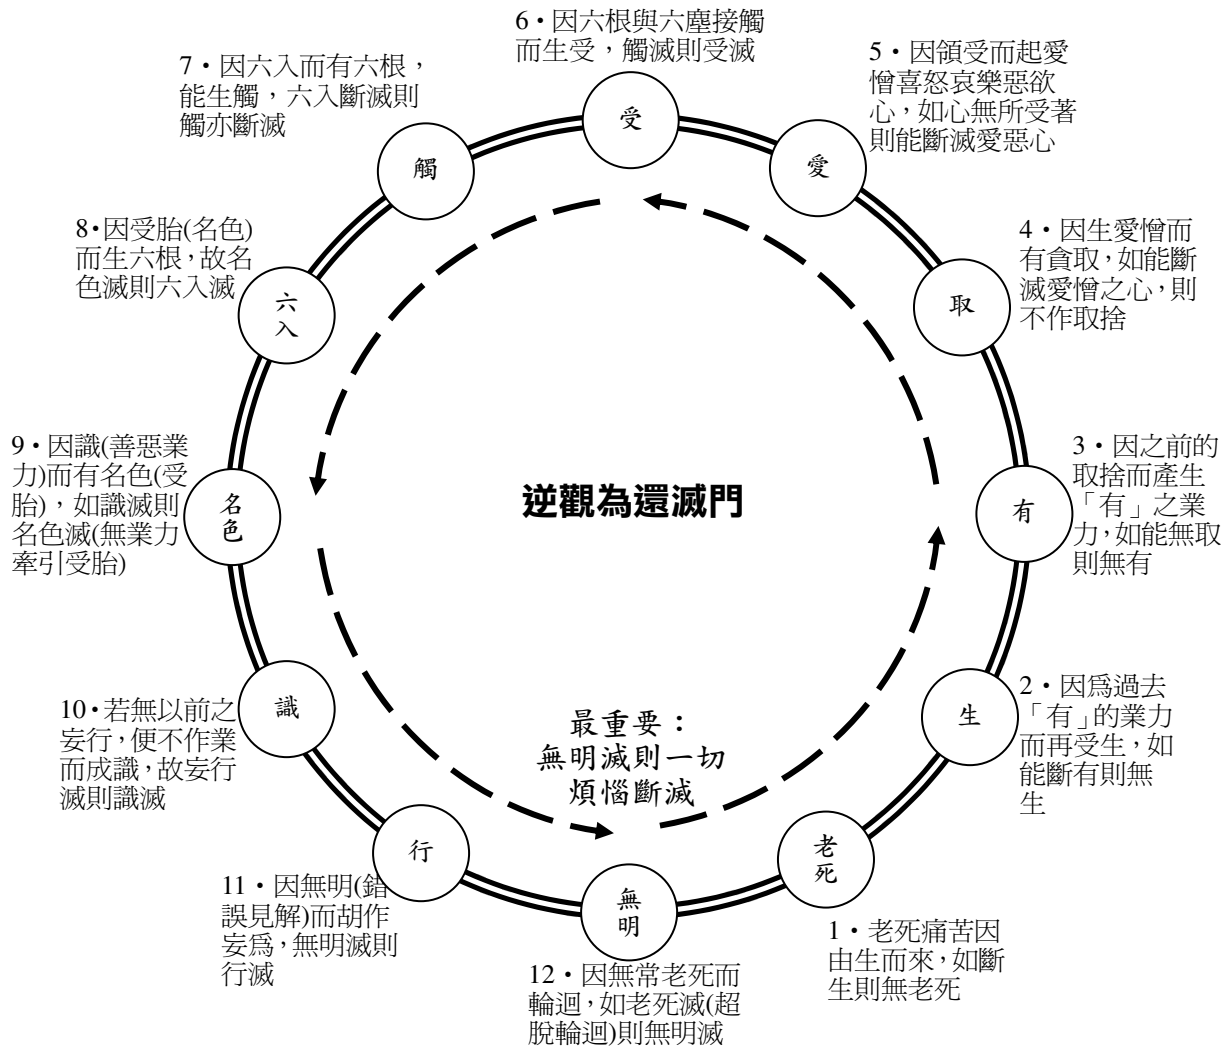 6・因六根與六塵接觸
而生受，觸滅則受滅
7・因六入而有六根，
能生觸，六入斷滅則
觸亦斷滅
5・因領受而起愛
憎喜怒哀樂惡欲
心，如心無所受著
則能斷滅愛惡心
受
觸
愛
8・因受胎(名色)
而生六根，故名
色滅則六入滅
4・因生愛憎而
有貪取，如能斷
滅愛憎之心，則
不作取捨
六
入
取
9・因識(善惡業
力)而有名色(受
胎)，如識滅則
名色滅(無業力
牽引受胎)
3・因之前的
取捨而產生
「有」之業
力，如能無取
則無有
名
色
逆觀為還滅門
有
10・若無以前之
妄行，便不作業
而成識，故妄行
滅則識滅
識
生
2・因爲過去
「有」的業力
而再受生，如
能斷有則無
生
最重要：
無明滅則一切
煩惱斷滅
行
老
死
11・因無明(錯
誤見解)而胡作
妄爲，無明滅則
行滅
無
明
1・老死痛苦因
由生而來，如斷
生則無老死
12・因無常老死而
輪迴，如老死滅(超
脫輪迴)則無明滅